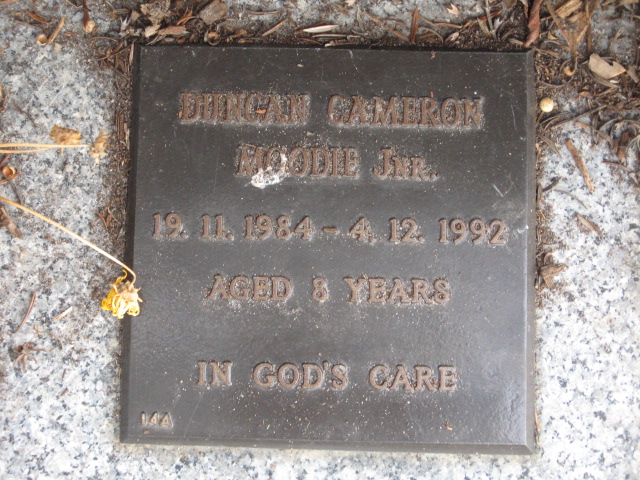 DUNCAN CAMERON
MOODIE JNR.
19. 11. 1984 - 4. 12. 1992
AGED 8 YEARS
IN GOD'S CARE
14A